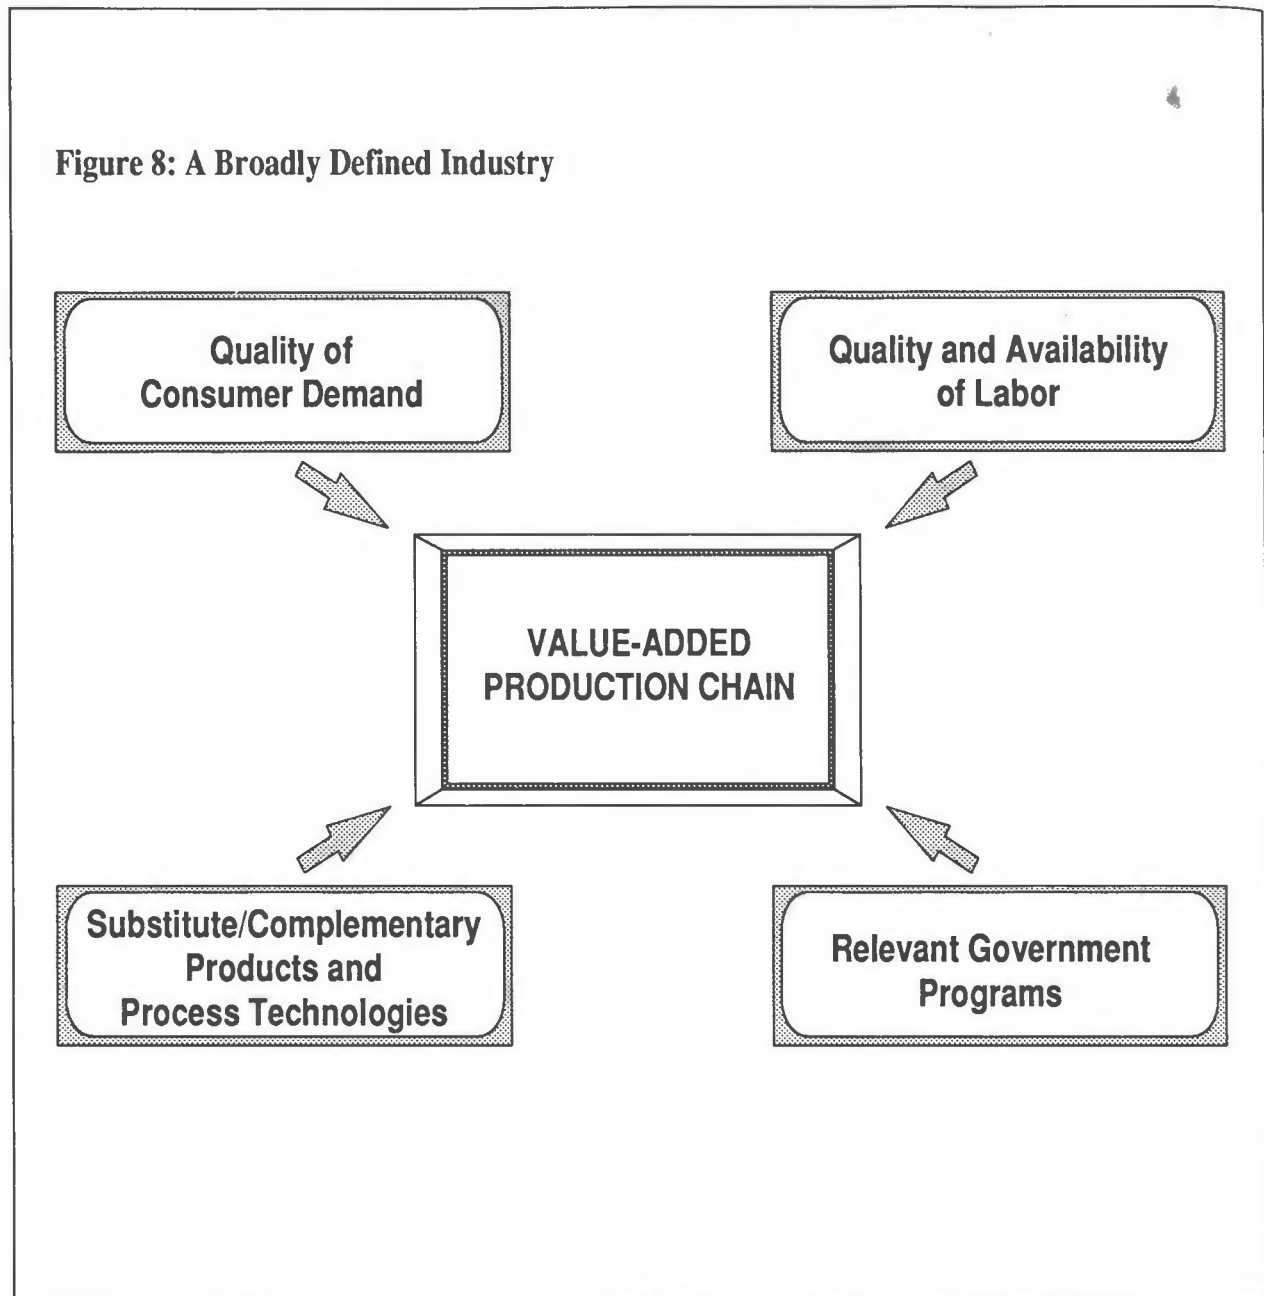 Figure 8: A Broadly Defined Industry
Quality of
Consumer Demand
Quality and Availability
of Labor
VALUE-ADDED
PRODUCTION CHAIN
Substitute/Complementary
Products and
Process Technologies
Relevant Government
Programs